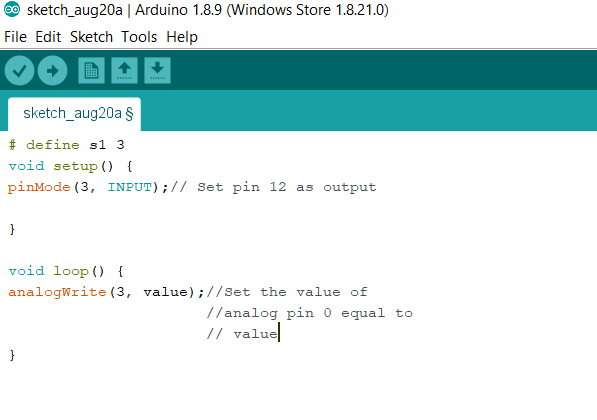 sketch_aug20a | Arduino 1.8.9 (Windows Store 1.8.21.0)
File Edit Sketch Tools Help
sketch_aug20a §
# define s1 3
void setup() {
pinMode(3, INPUT);// Set pin 12 as output
}
void loop() {
analogWrite(3, value);//Set the value of
//analog pin 0 equal to
// value
}